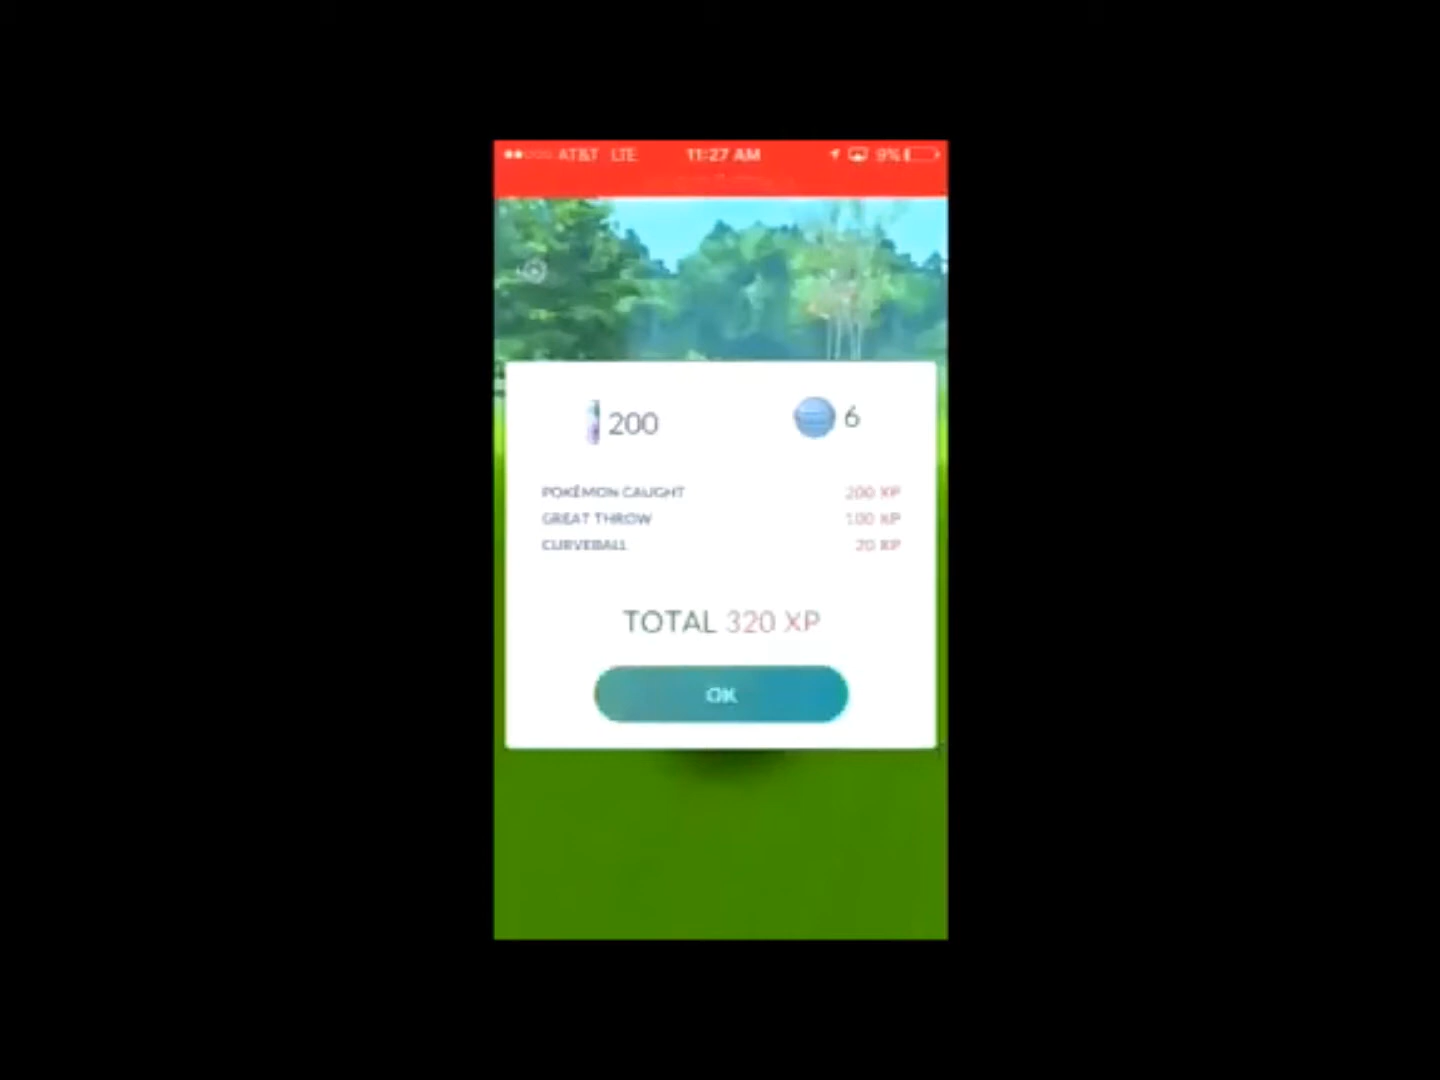 AT&T LTE 11:27 AM 9%
200 6
POKÉMON CAUGHT 200 XP
GREAT THROW 100 XP
CURVEBALL 20 XP
TOTAL 320 XP
OK